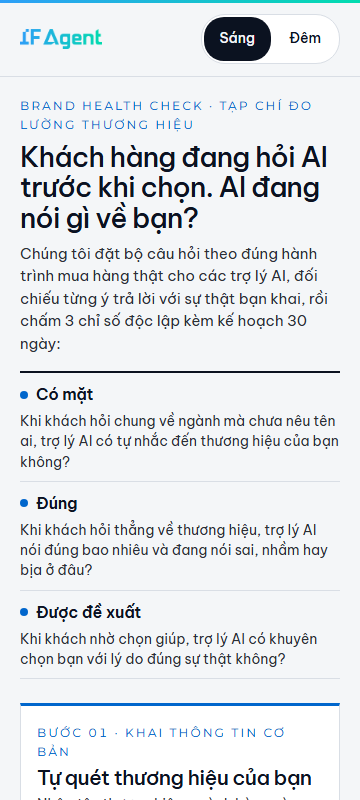 IF Agent
Sáng
Đêm
BRAND HEALTH CHECK · TẠP CHÍ ĐO
LƯỜNG THƯƠNG HIỆU
Khách hàng đang hỏi AI
trước khi chọn. AI đang
nói gì về bạn?
Chúng tôi đặt bộ câu hỏi theo đúng hành
trình mua hàng thật cho các trợ lý AI, đối
chiếu từng ý trả lời với sự thật bạn khai, rồi
chấm 3 chỉ số độc lập kèm kế hoạch 30
ngày:
Có mặt
Khi khách hỏi chung về ngành mà chưa nêu tên
ai, trợ lý AI có tự nhắc đến thương hiệu của bạn
không?
Đúng
Khi khách hỏi thẳng về thương hiệu, trợ lý AI
nói đúng bao nhiêu và đang nói sai, nhầm hay
bịa ở đâu?
Được đề xuất
Khi khách nhờ chọn giúp, trợ lý AI có khuyên
chọn bạn với lý do đúng sự thật không?
BƯỚC 01 · KHAI THÔNG TIN CƠ
BẢN
Tự quét thương hiệu của bạn